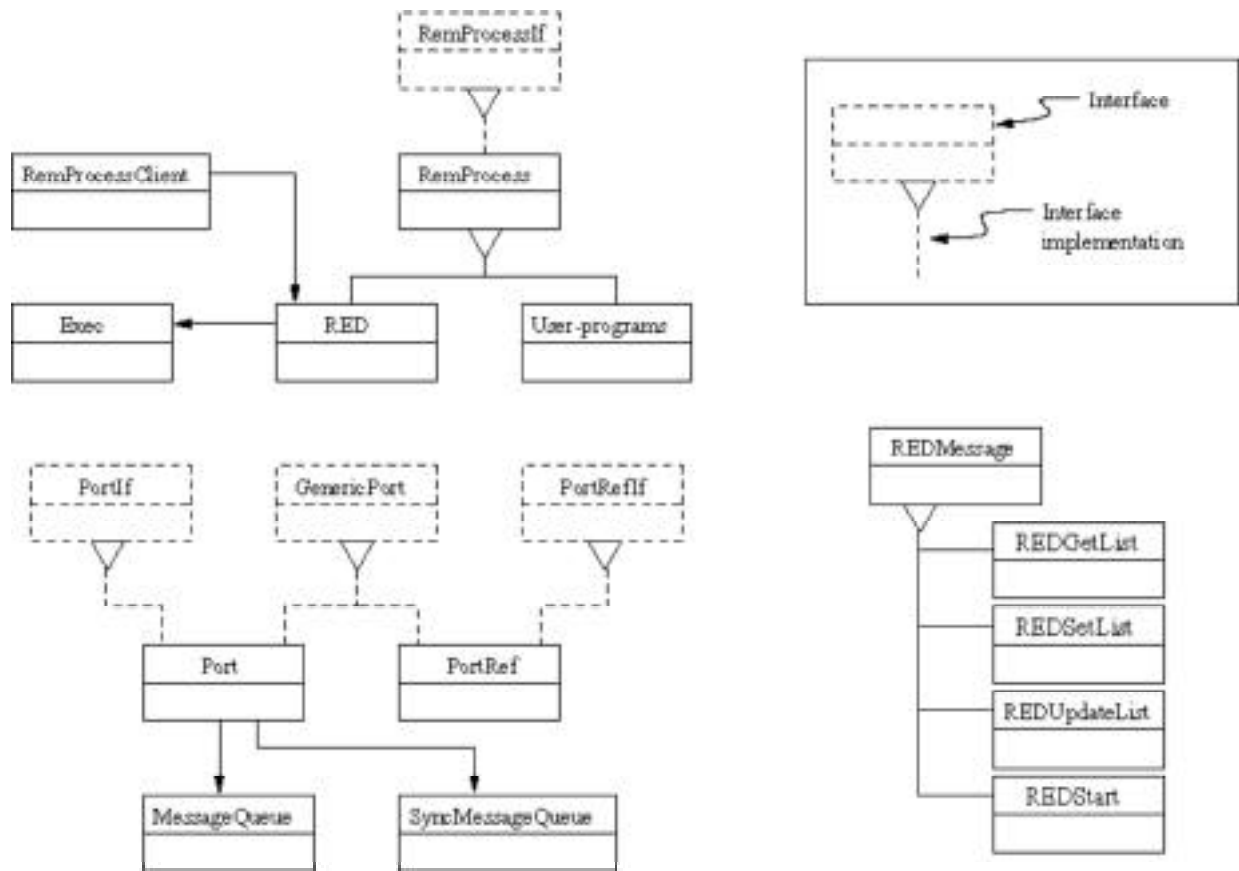 RemProcessIf
Interface
RemProcessClient
RemProcess
Interface
implementation
Exec
RED
User-programs
REDMessage
PortIf
GenericPort
PortRefIf
REDGetList
REDSetList
Port
PortRef
REDUpdateList
REDStart
MessageQueue
SyncMessageQueue